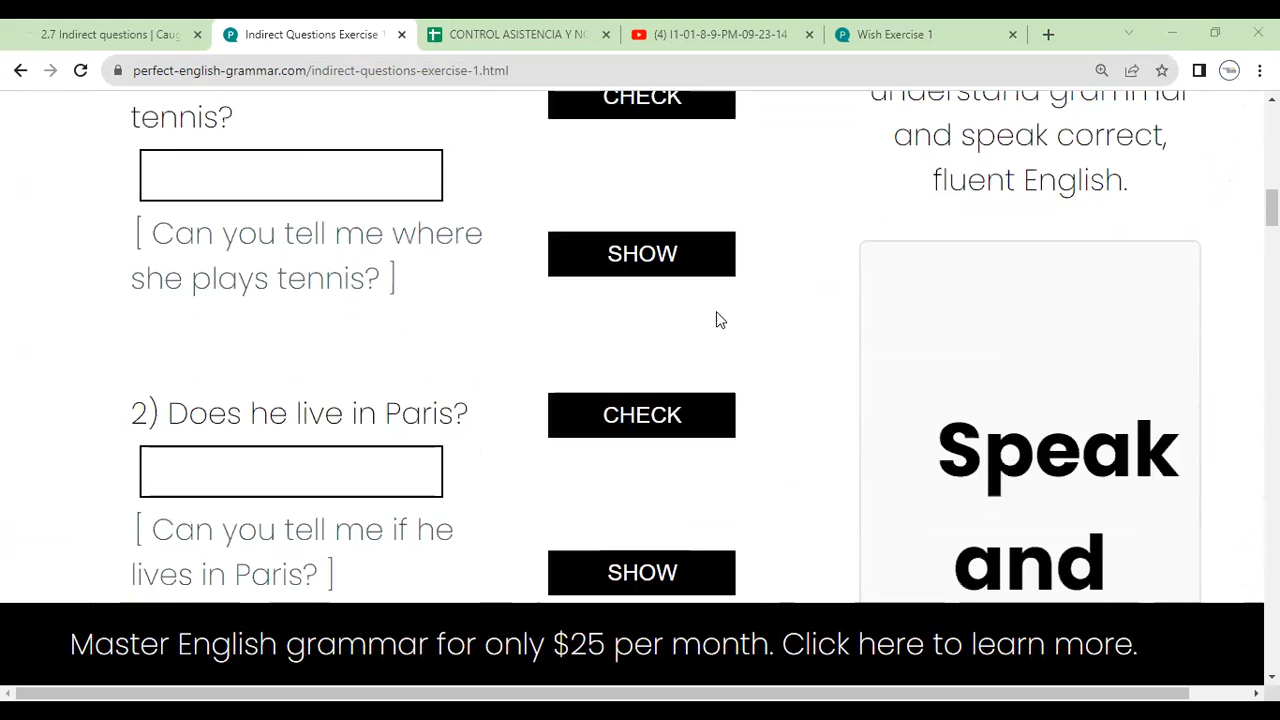 2.7 Indirect questions | Caug
Indirect Questions Exercise 1
CONTROL ASISTENCIA Y NO
(4) I1-01-8-9-PM-09-23-14
Wish Exercise 1
perfect-english-grammar.com/indirect-questions-exercise-1.html
tennis?
CHECK
[ Can you tell me where
she plays tennis? ]
SHOW
2) Does he live in Paris?
CHECK
[ Can you tell me if he
lives in Paris? ]
SHOW
understand grammar
and speak correct,
fluent English.
Speak
and
Master English grammar for only $25 per month. Click here to learn more.